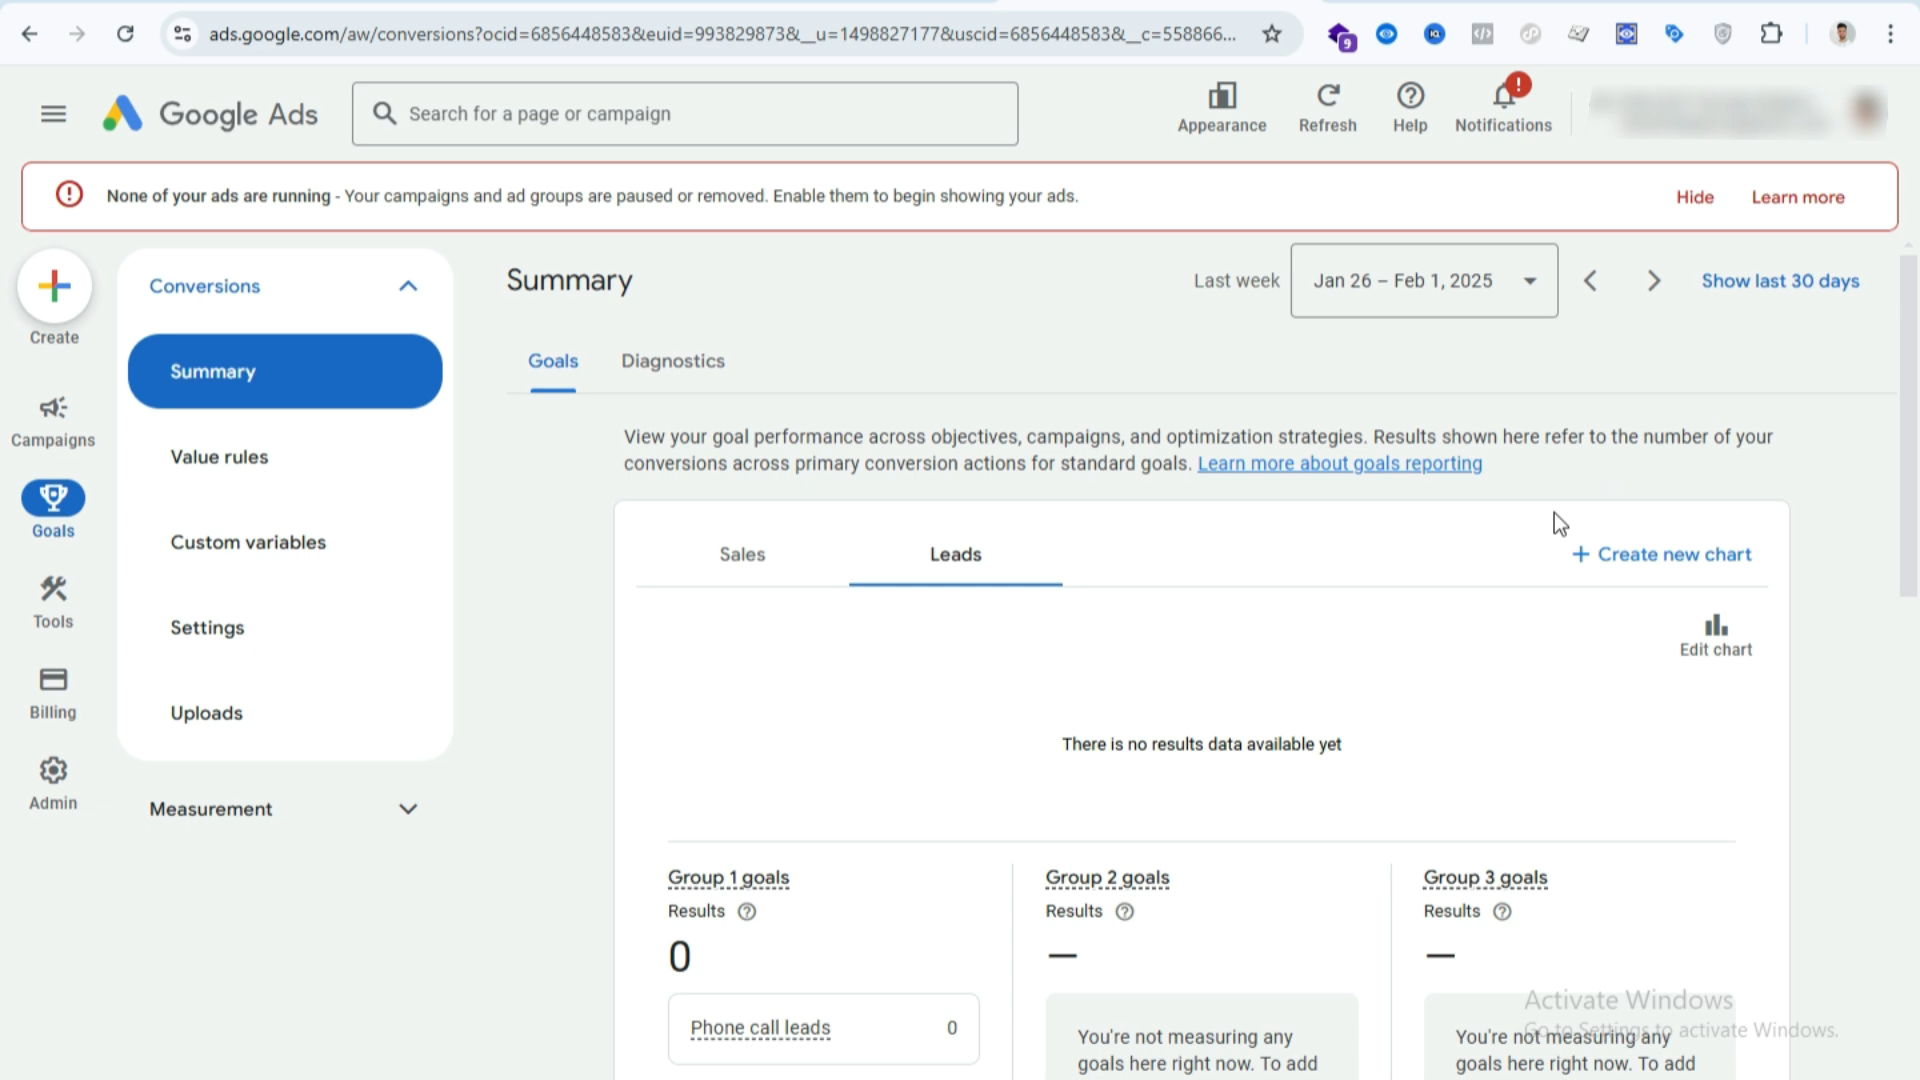 ads.google.com/aw/conversions?ocid=6856448583&euid=993829873&__u=1498827177&uscid=6856448583&__c=558866...
9
Google Ads
Search for a page or campaign
Appearance
Refresh
Help
Notifications
None of your ads are running - Your campaigns and ad groups are paused or removed. Enable them to begin showing your ads.
Hide
Learn more
Create
Campaigns
Goals
Tools
Billing
Admin
Conversions
Summary
Value rules
Custom variables
Settings
Uploads
Measurement
Summary
Last week
Jan 26 – Feb 1, 2025
Show last 30 days
Goals
Diagnostics
View your goal performance across objectives, campaigns, and optimization strategies. Results shown here refer to the number of your
conversions across primary conversion actions for standard goals. Learn more about goals reporting
Sales
Leads
+ Create new chart
Edit chart
There is no results data available yet
Group 1 goals
Results
0
Phone call leads
0
Group 2 goals
Results
—
You're not measuring any
goals here right now. To add
Group 3 goals
Results
—
You're not measuring any
goals here right now. To add
Activate Windows
Go to Settings to activate Windows.